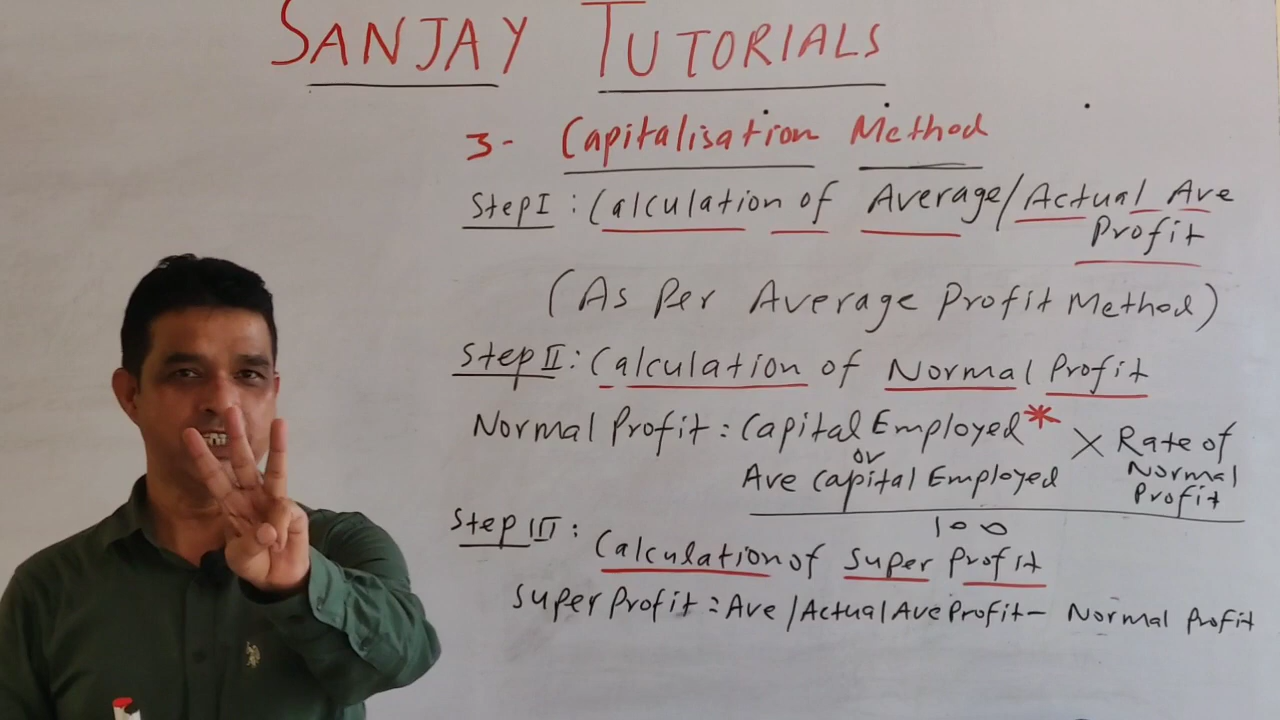 SANJAY TUTORIALS
3- Capitalisation Method
Step I : Calculation of Average/Actual Ave
Profit
(As Per Average Profit Method)
Step II : Calculation of Normal Profit
Normal Profit : Capital Employed* × Rate of
or
Normal
Ave Capital Employed
Profit
100
Step III : Calculation of Super Profit
Super Profit : Ave/Actual Ave Profit - Normal Profit